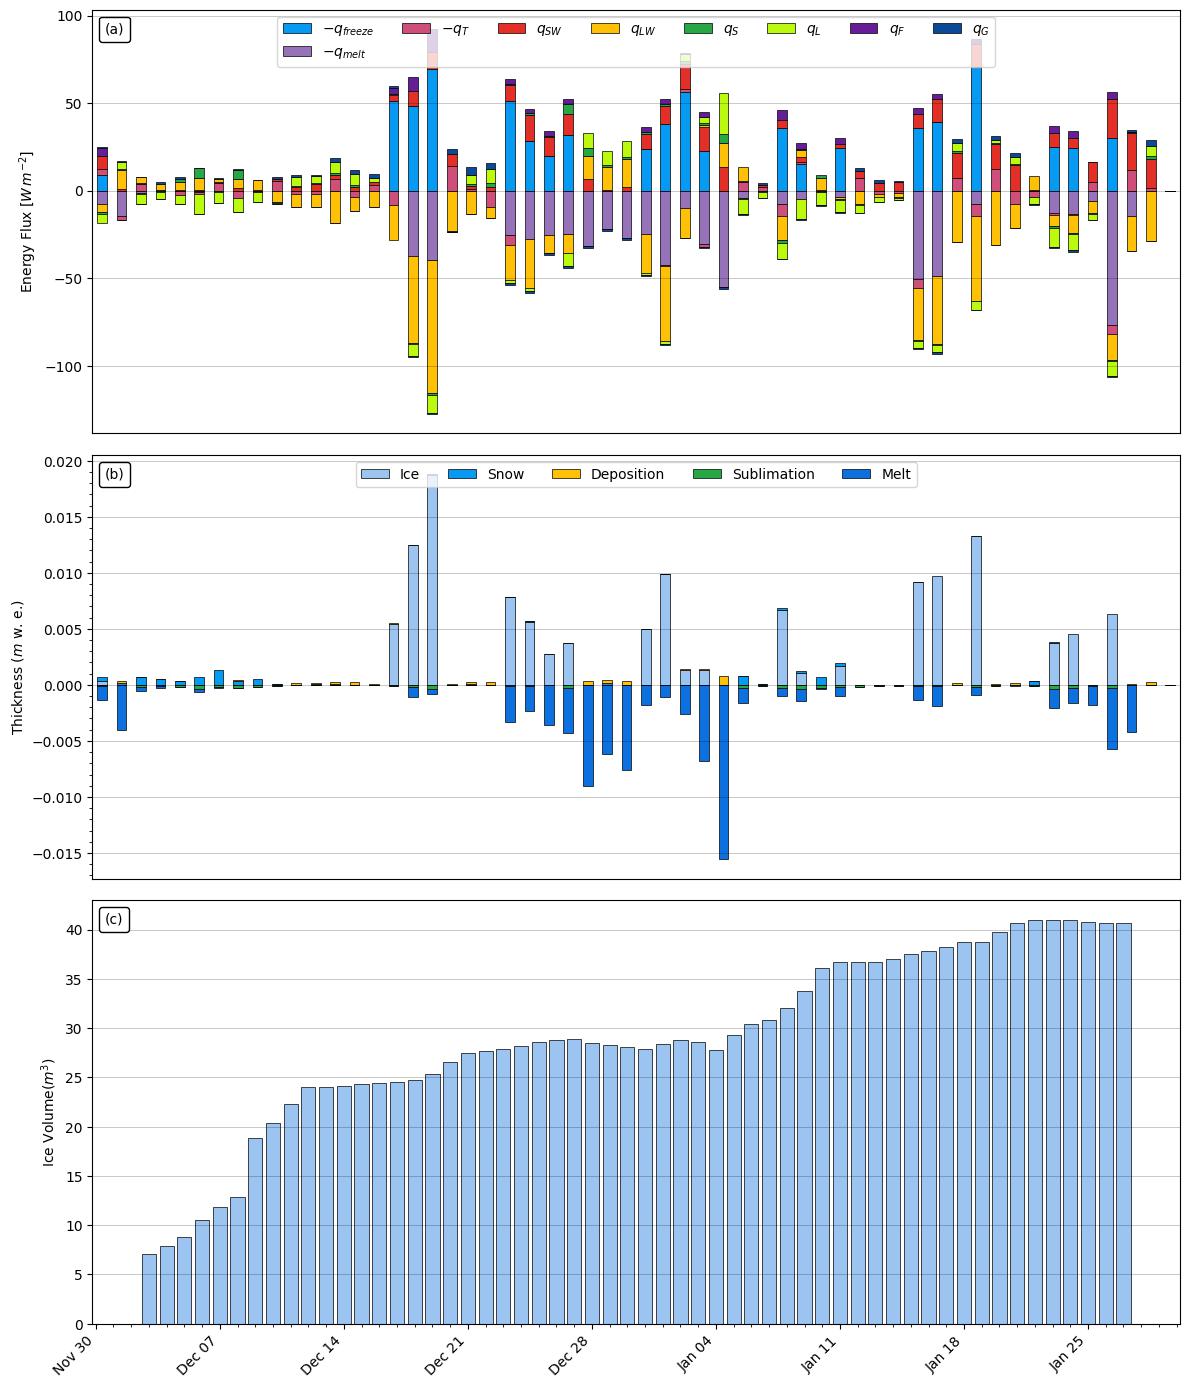 (a)
−q_freeze −q_T q_SW q_LW q_S q_L q_F q_G
−q_melt
Energy Flux [W m⁻²]
100
50
0
−50
−100
(b)
Ice Snow Deposition Sublimation Melt
Thickness (m w. e.)
0.020
0.015
0.010
0.005
0.000
−0.005
−0.010
−0.015
(c)
Ice Volume(m³)
40
35
30
25
20
15
10
5
0
Nov 30 Dec 07 Dec 14 Dec 21 Dec 28 Jan 04 Jan 11 Jan 18 Jan 25